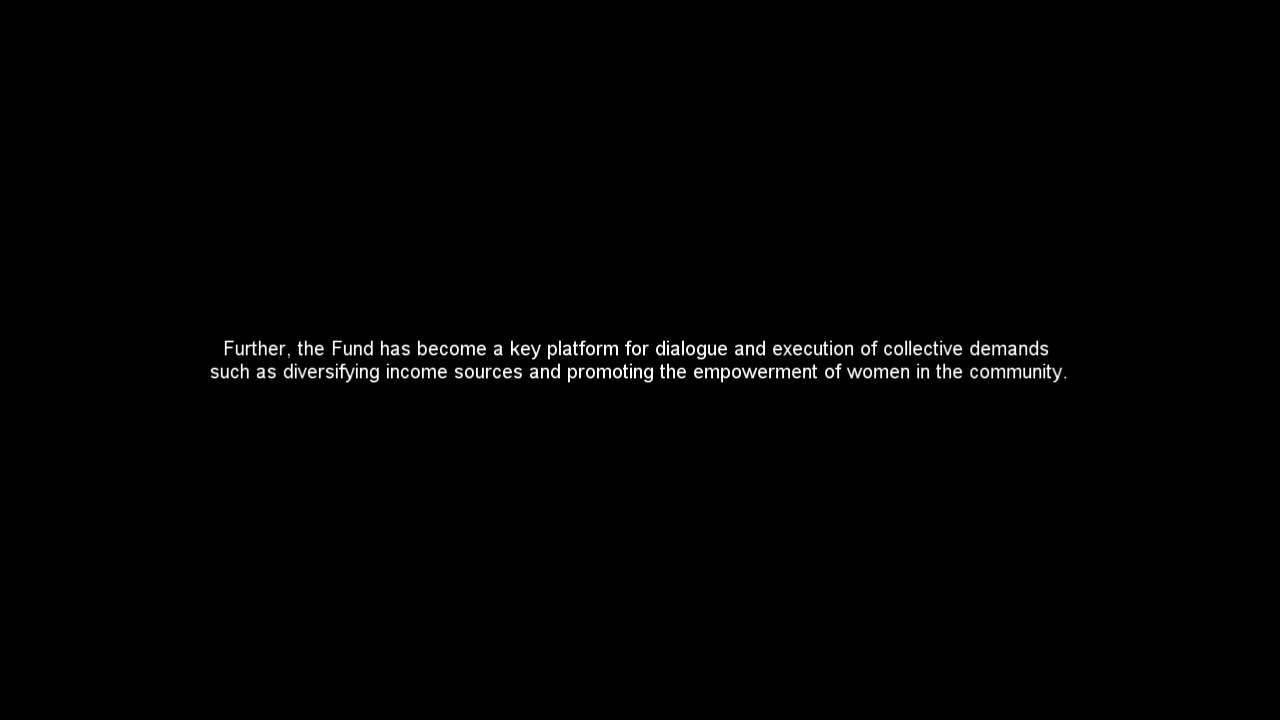 Further, the Fund has become a key platform for dialogue and execution of collective demands
such as diversifying income sources and promoting the empowerment of women in the community.